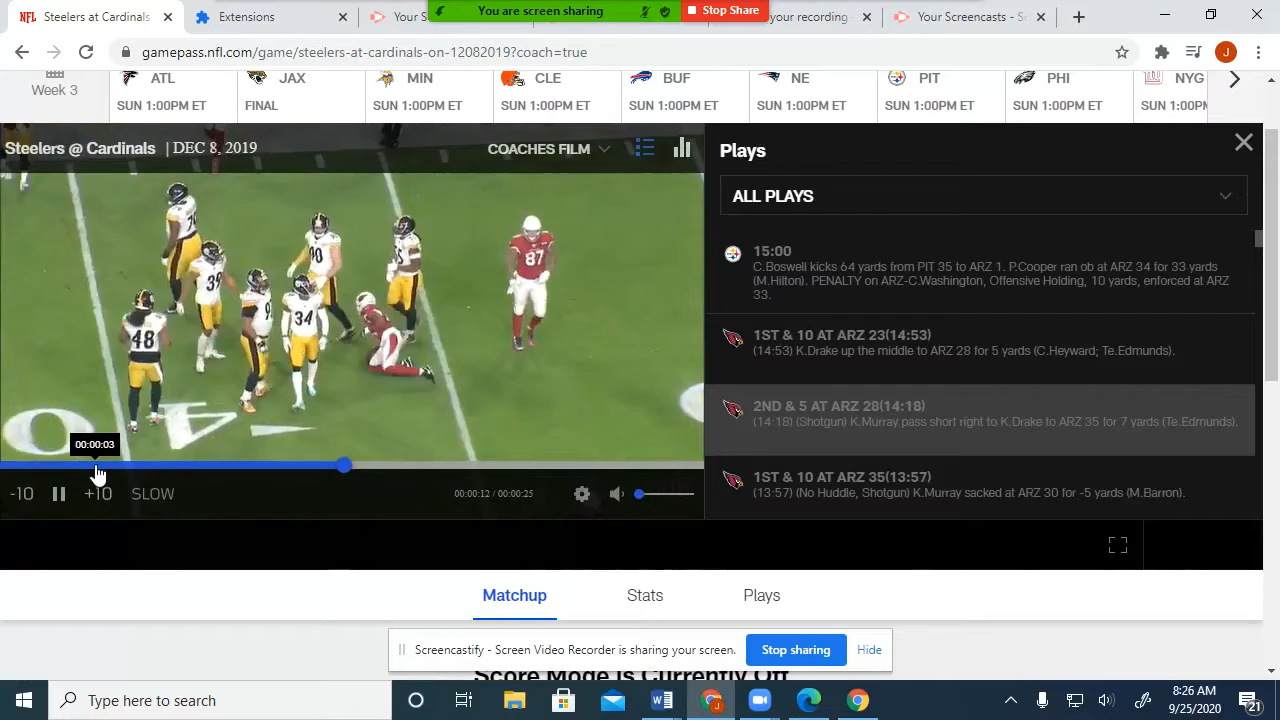 Steelers at Cardinals
Extensions
Your S
You are screen sharing
Stop Share
your recording
Your Screencasts - S
gamepass.nfl.com/game/steelers-at-cardinals-on-12082019?coach=true
J
Week 3
ATL
JAX
MIN
CLE
BUF
NE
PIT
PHI
NYG
SUN 1:00PM ET
FINAL
SUN 1:00PM ET
SUN 1:00PM ET
SUN 1:00PM ET
SUN 1:00PM ET
SUN 1:00PM ET
SUN 1:00PM ET
SUN 1:00P
Steelers @ Cardinals | DEC 8, 2019
COACHES FILM
Plays
ALL PLAYS
15:00
C.Boswell kicks 64 yards from PIT 35 to ARZ 1. P.Cooper ran ob at ARZ 34 for 33 yards
(M.Hilton). PENALTY on ARZ-C.Washington, Offensive Holding, 10 yards, enforced at ARZ
33.
1ST & 10 AT ARZ 23(14:53)
(14:53) K.Drake up the middle to ARZ 28 for 5 yards (C.Heyward; Te.Edmunds).
2ND & 5 AT ARZ 28(14:18)
(14:18) (Shotgun) K.Murray pass short right to K.Drake to ARZ 35 for 7 yards (Te.Edmunds).
1ST & 10 AT ARZ 35(13:57)
(13:57) (No Huddle, Shotgun) K.Murray sacked at ARZ 30 for -5 yards (M.Barron).
39
90
87
34
48
00:00:03
-10
+10
SLOW
00:00:12 / 00:00:25
Matchup
Stats
Plays
Screencastify - Screen Video Recorder is sharing your screen.
Stop sharing
Hide
Score Mode Is Currently Off
Type here to search
8:26 AM
9/25/2020
21